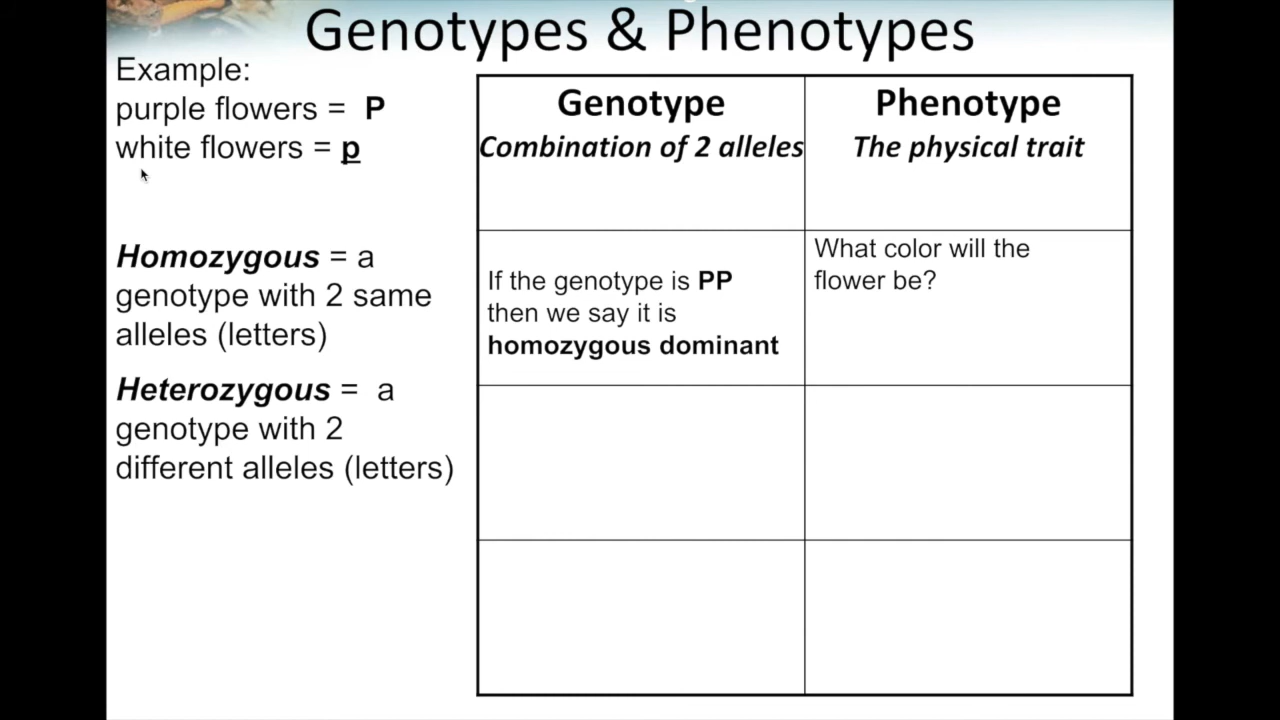 Genotypes & Phenotypes
Example:
purple flowers = P
white flowers = p
Homozygous = a
genotype with 2 same
alleles (letters)
Heterozygous = a
genotype with 2
different alleles (letters)
Genotype
Combination of 2 alleles
Phenotype
The physical trait
If the genotype is PP
then we say it is
homozygous dominant
What color will the
flower be?